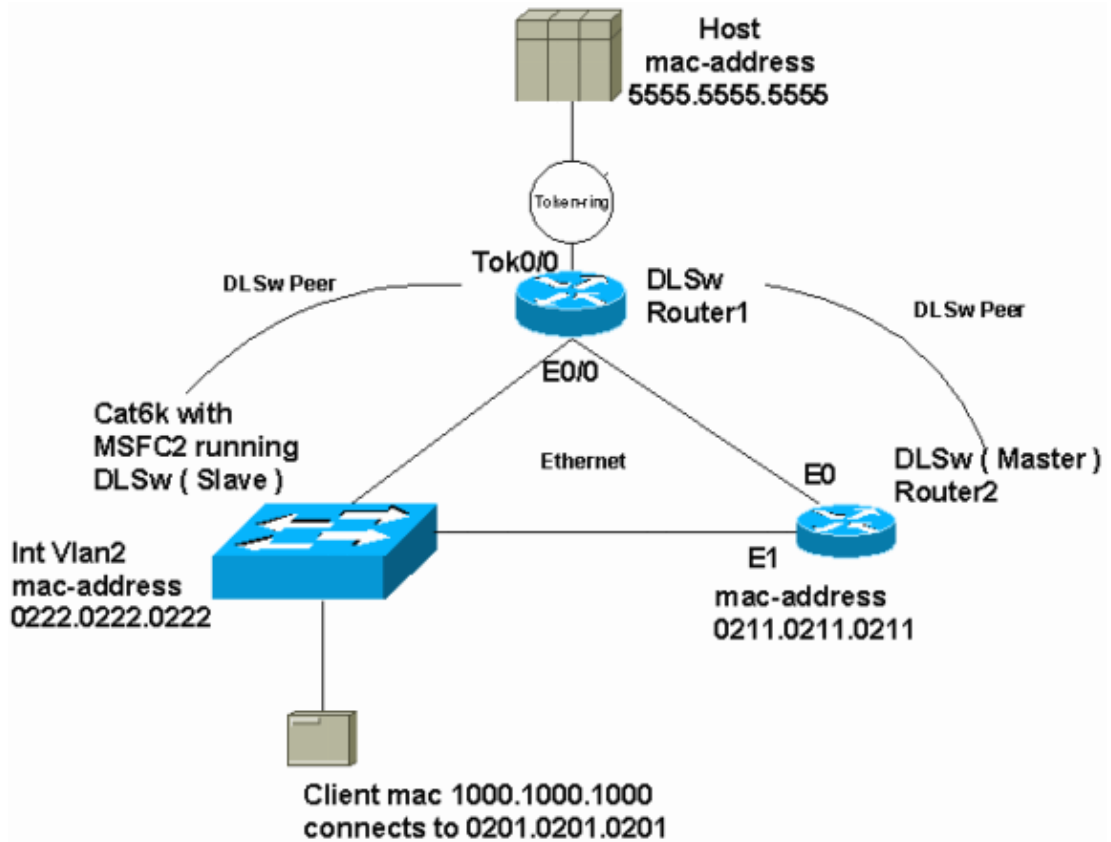 Host
mac-address
5555.5555.5555
Token-ring
Tok0/0
DLSw Peer
DLSw
Router1
DLSw Peer
E0/0
Cat6k with
MSFC2 running
DLSw ( Slave )
Ethernet
E0
DLSw ( Master )
Router2
Int Vlan2
mac-address
0222.0222.0222
E1
mac-address
0211.0211.0211
Client mac 1000.1000.1000
connects to 0201.0201.0201